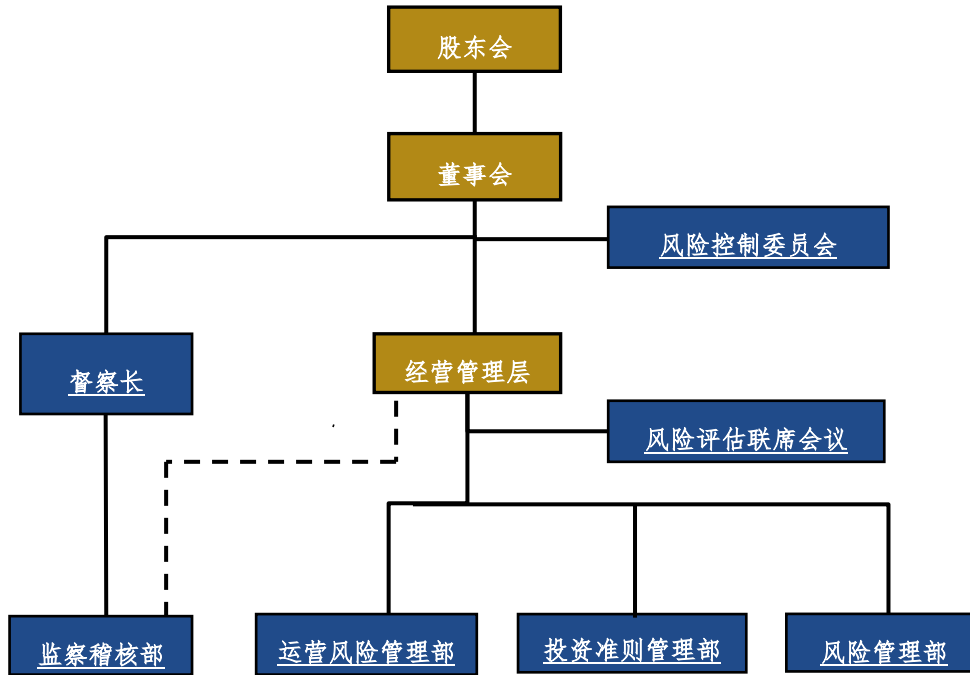 股东会
董事会
风险控制委员会
督察长
经营管理层
风险评估联席会议
监察稽核部
运营风险管理部
投资准则管理部
风险管理部